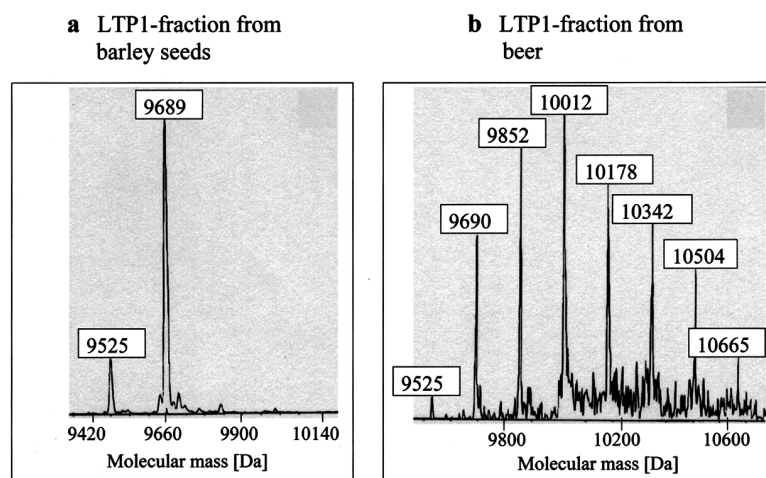 a LTP1-fraction from
barley seeds
9689
9525
9420 9660 9900 10140
Molecular mass [Da]
b LTP1-fraction from
beer
10012
9852
10178
9690
10342
10504
10665
9525
9800 10200 10600
Molecular mass [Da]